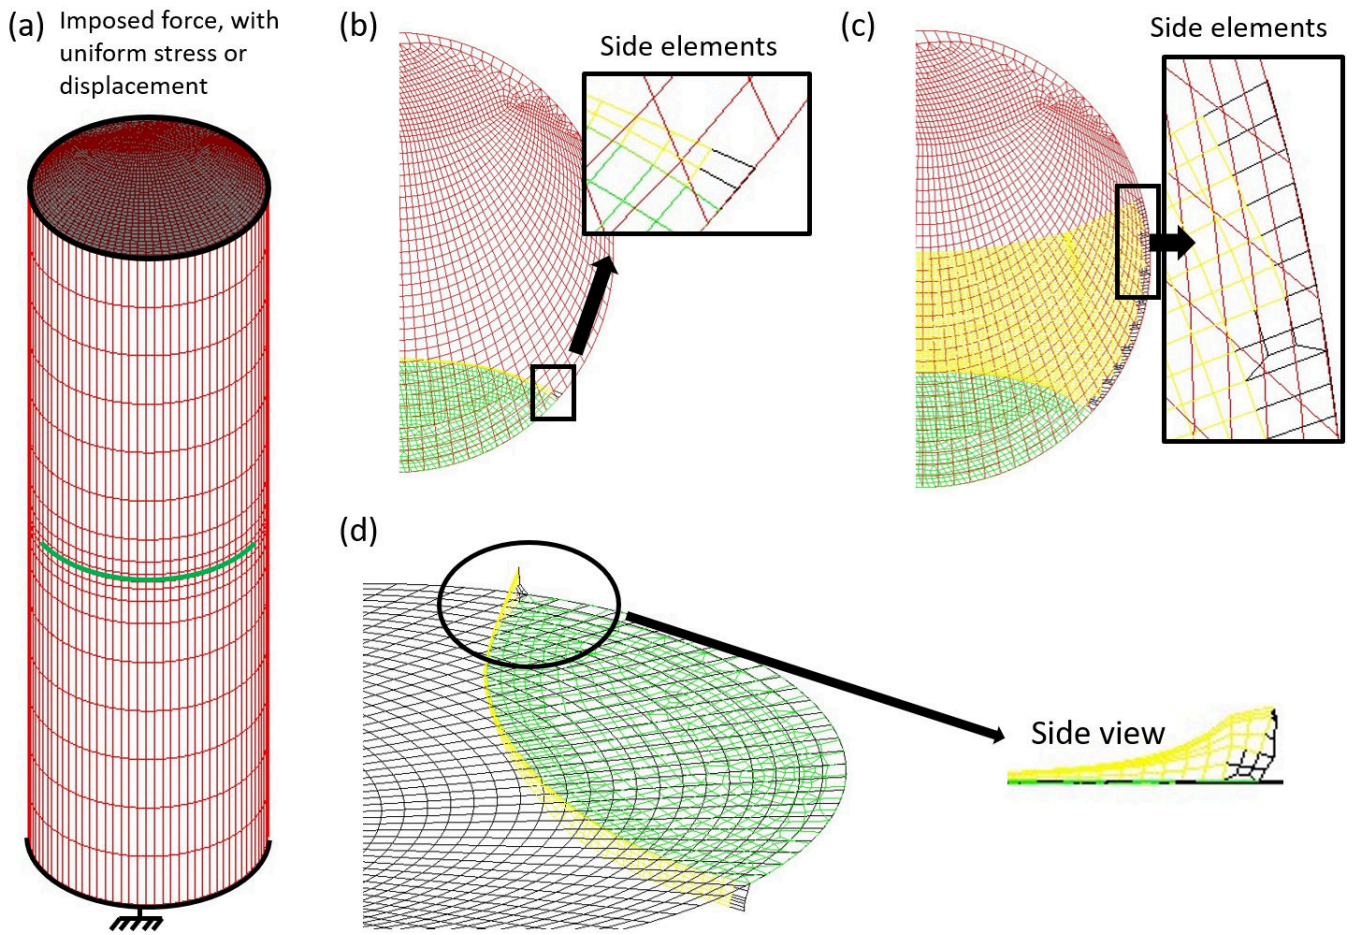 (a) Imposed force, with
uniform stress or
displacement
(b)
Side elements
(c)
Side elements
(d)
Side view